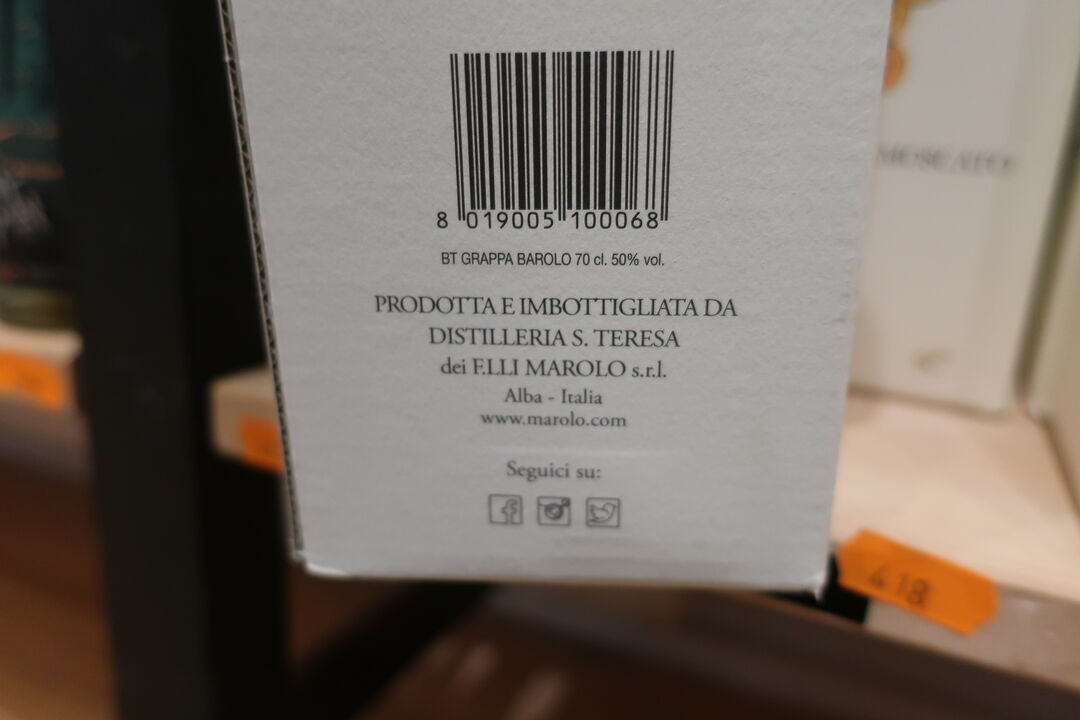 8 019005 100068
BT GRAPPA BAROLO 70 cl. 50% vol.
PRODOTTA E IMBOTTIGLIATA DA
DISTILLERIA S. TERESA
dei F.LLI MAROLO s.r.l.
Alba - Italia
www.marolo.com
Seguici su:
MOSCATO
418